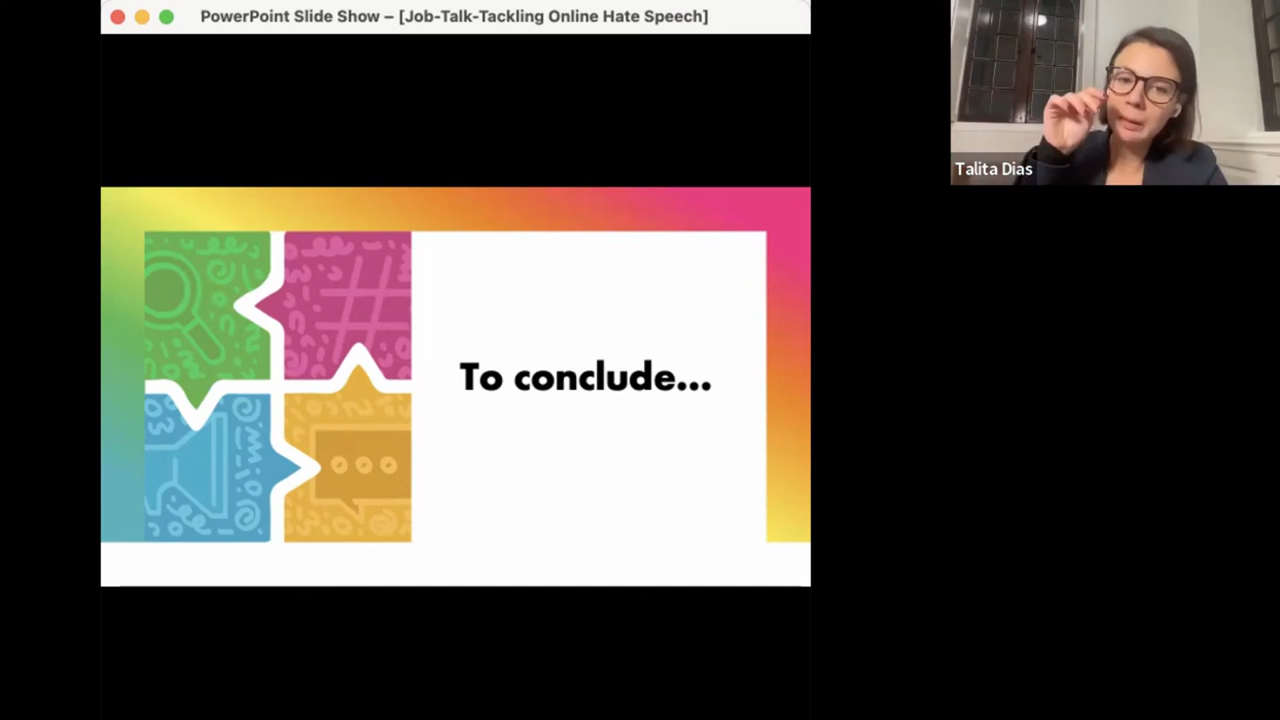 PowerPoint Slide Show – [Job-Talk-Tackling Online Hate Speech]
Talita Dias
To conclude...